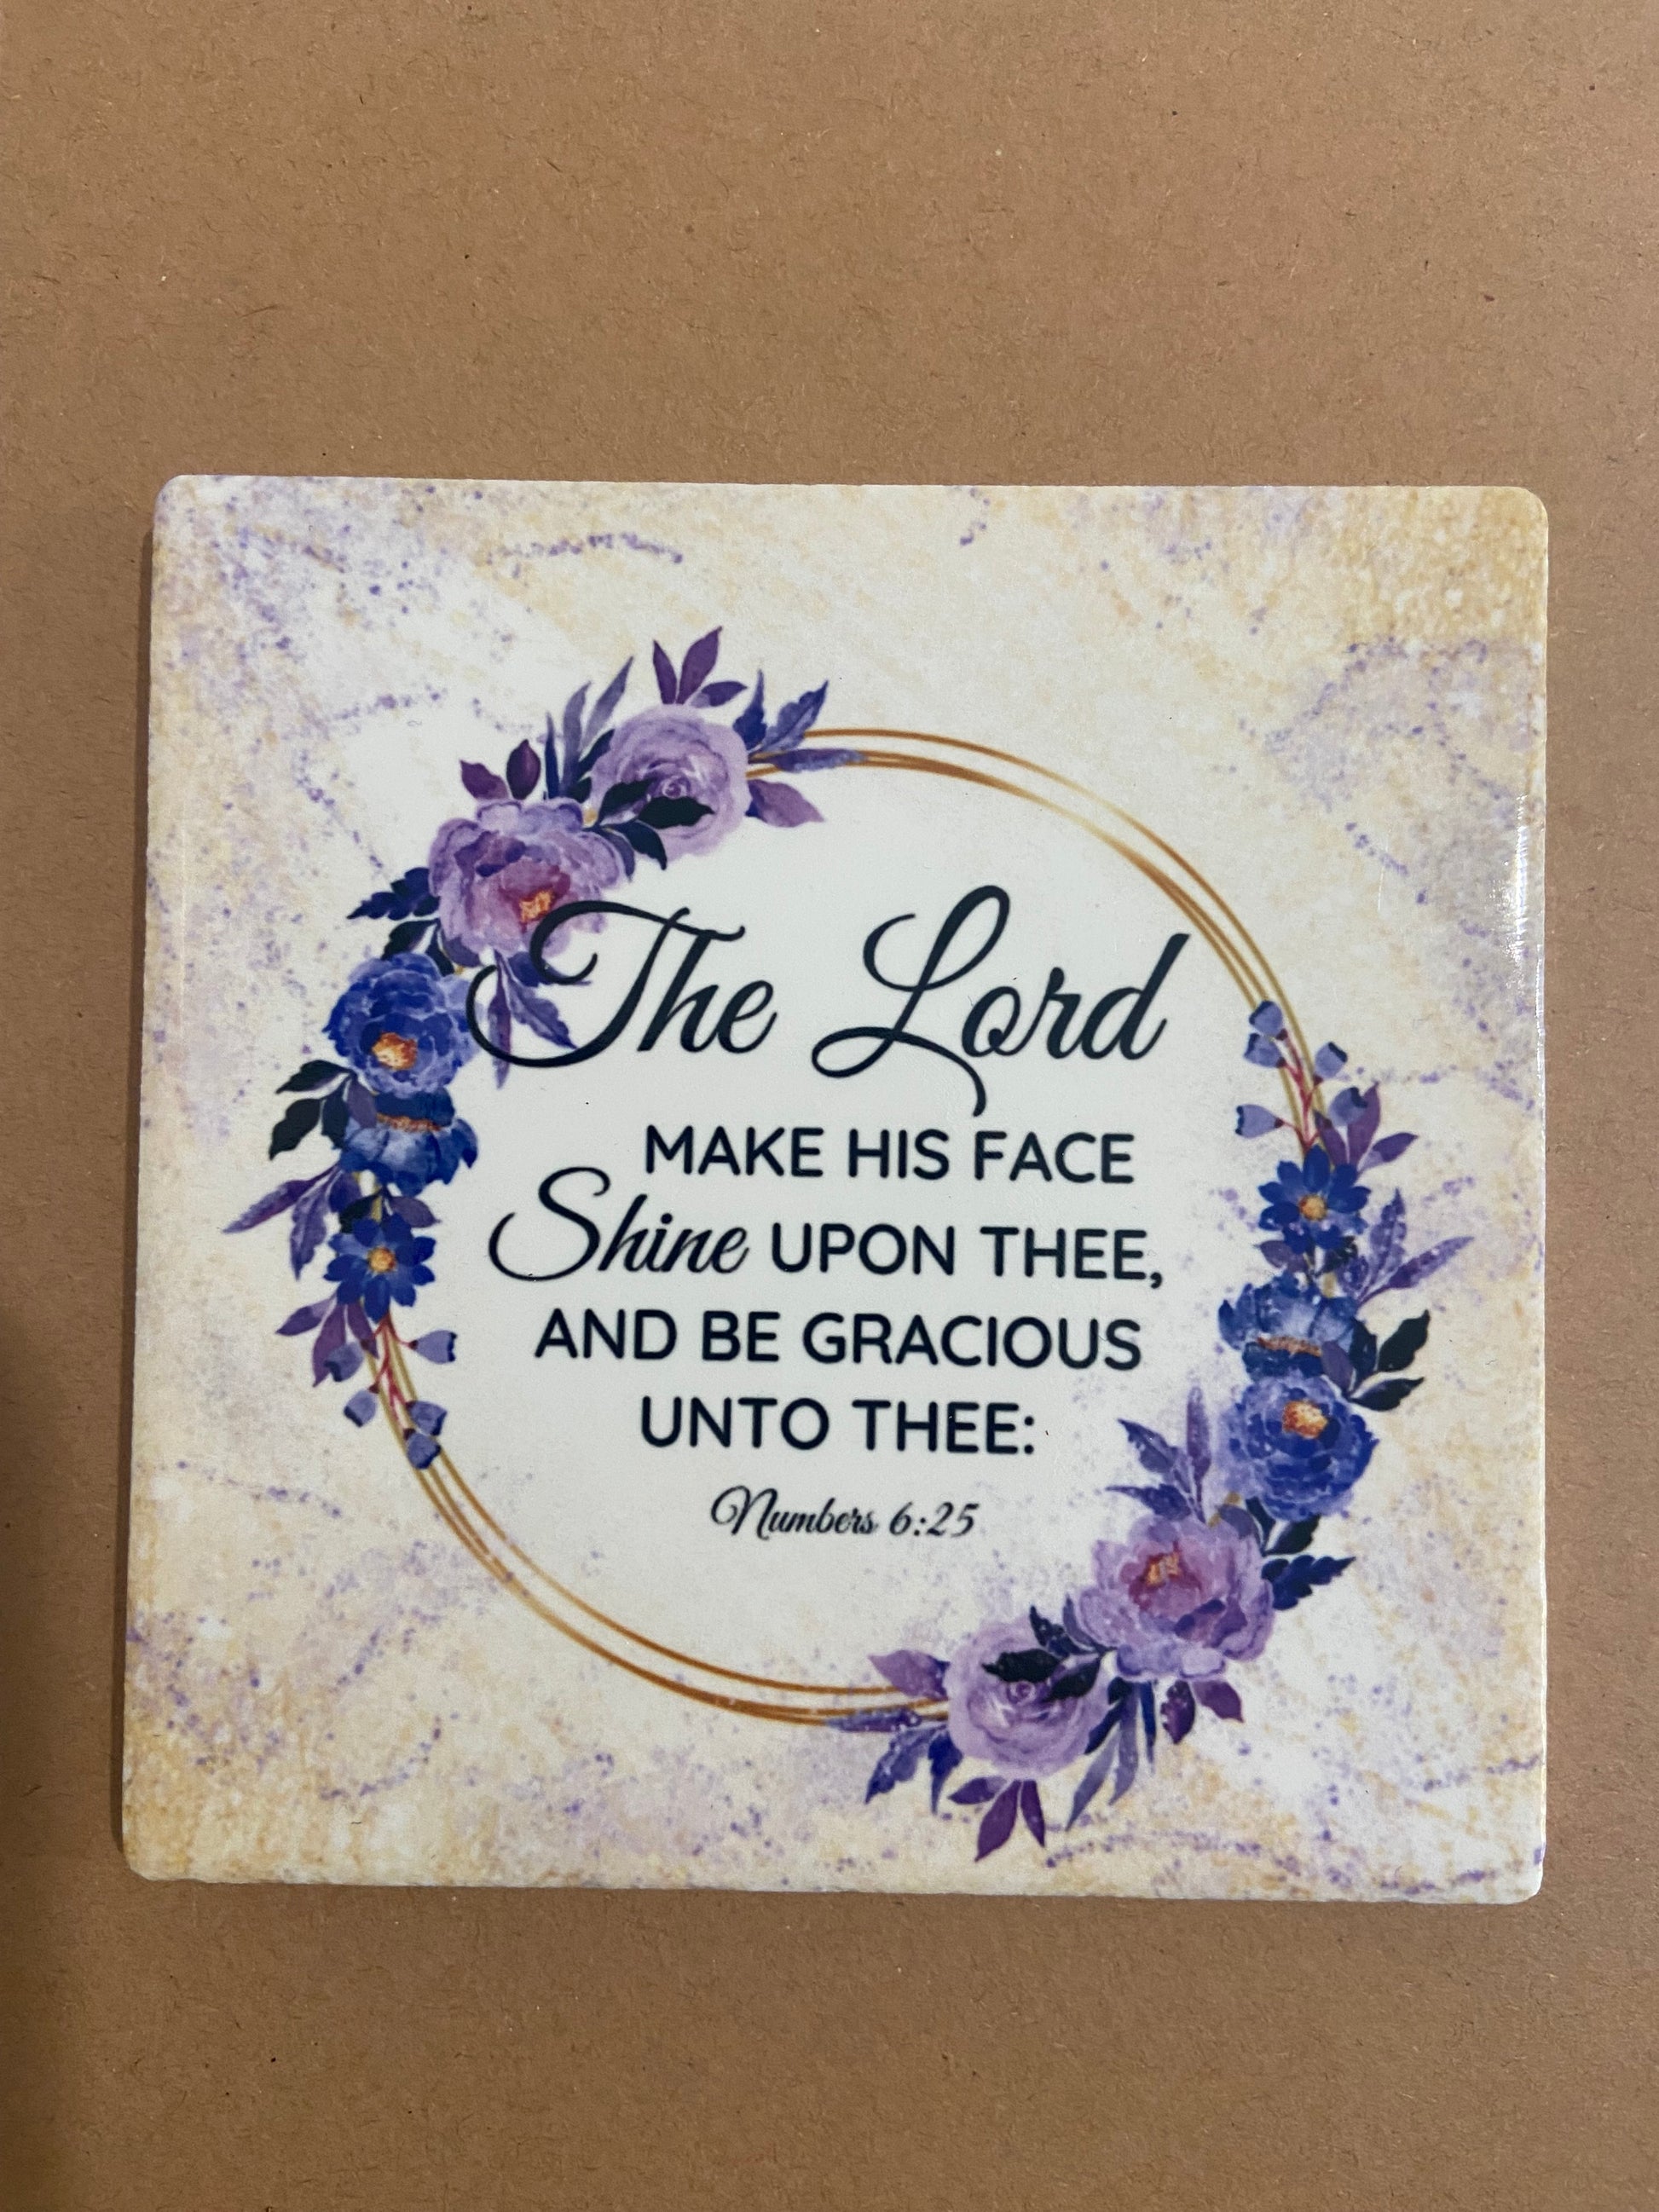 The Lord
MAKE HIS FACE
Shine UPON THEE,
AND BE GRACIOUS
UNTO THEE:
Numbers 6:25